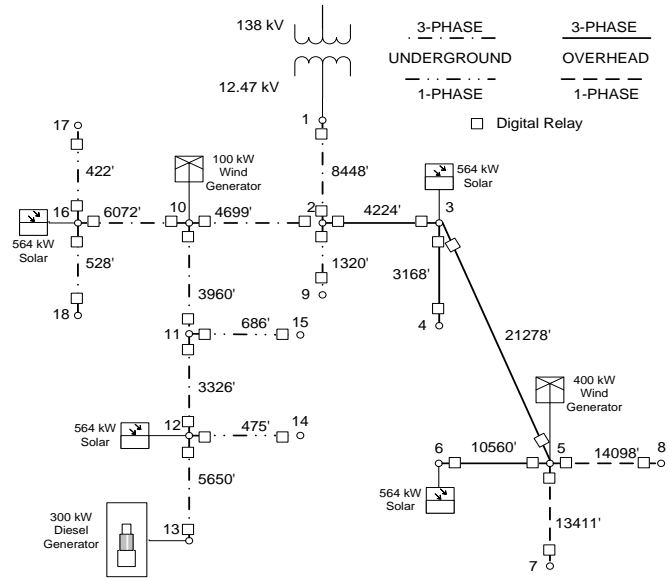 138 kV
3-PHASE
3-PHASE
UNDERGROUND
OVERHEAD
12.47 kV
1-PHASE
1-PHASE
1
Digital Relay
17
100 kW
Wind
Generator
8448'
564 kW
Solar
422'
16
6072'
10
4699'
2
4224'
3
564 kW
Solar
528'
1320'
3168'
18
3960'
9
4
11
686'
15
21278'
3326'
400 kW
Wind
Generator
564 kW
Solar
12
475'
14
6
10560'
5
14098'
8
5650'
564 kW
Solar
300 kW
Diesel
Generator
13
13411'
7